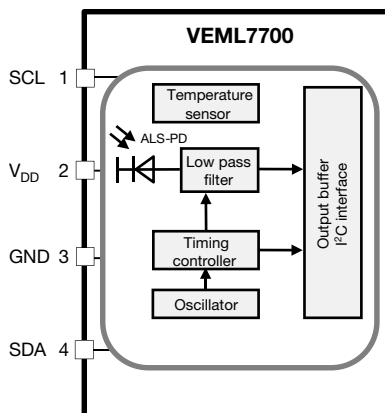 VEML7700
SCL 1
Temperature
sensor
ALS-PD
V_DD 2
Low pass
filter
Output buffer
I²C interface
GND 3
Timing
controller
Oscillator
SDA 4